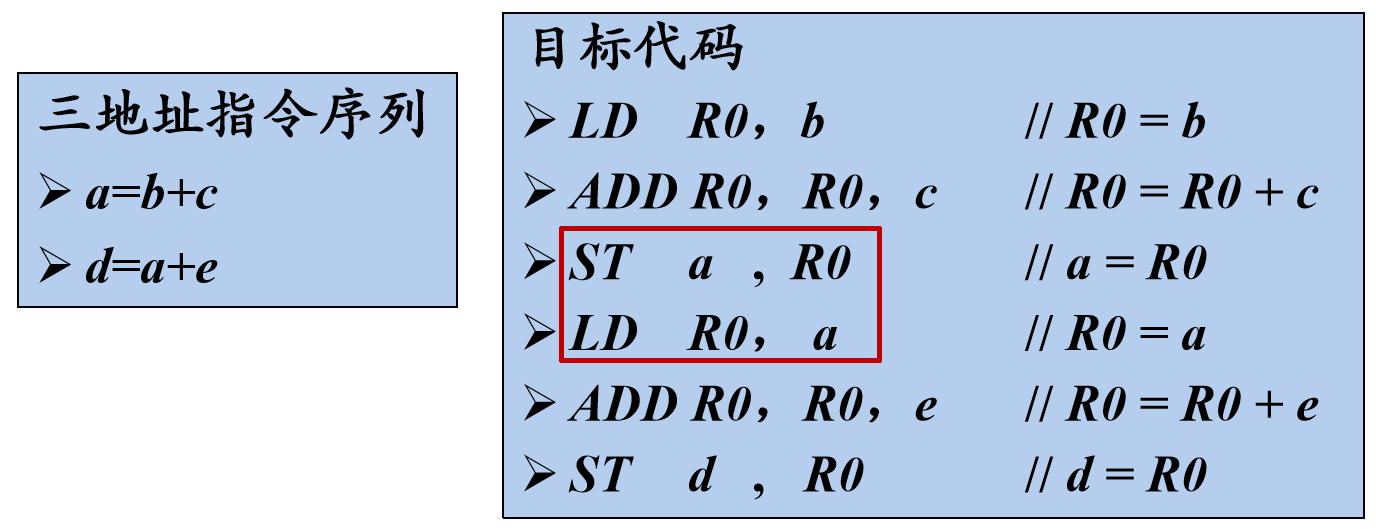 三地址指令序列
➢ a=b+c
➢ d=a+e
目标代码
➢ LD R0，b // R0 = b
➢ ADD R0，R0，c // R0 = R0 + c
➢ ST a , R0 // a = R0
➢ LD R0， a // R0 = a
➢ ADD R0，R0，e // R0 = R0 + e
➢ ST d , R0 // d = R0